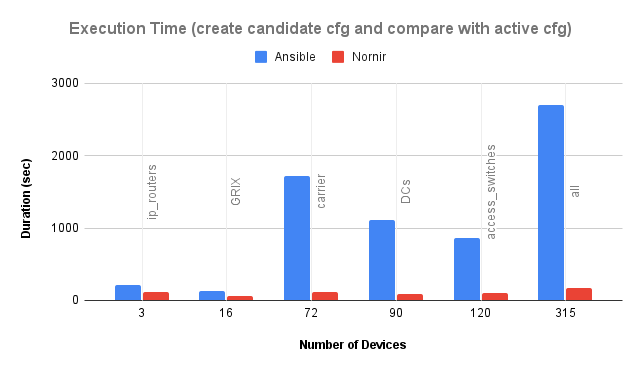 Execution Time (create candidate cfg and compare with active cfg)
Ansible Nornir
3000
2000
1000
0
Duration (sec)
ip_routers
GRIX
carrier
DCs
access_switches
all
3 16 72 90 120 315
Number of Devices